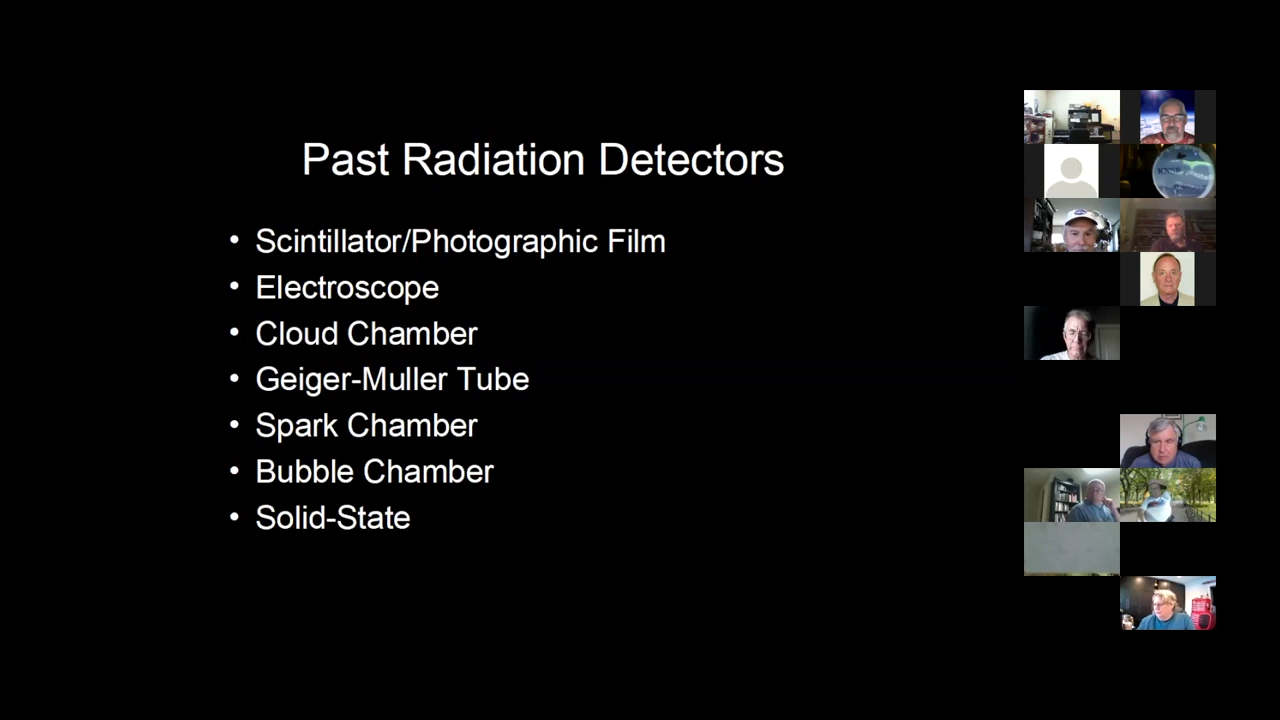 Past Radiation Detectors
• Scintillator/Photographic Film
• Electroscope
• Cloud Chamber
• Geiger-Muller Tube
• Spark Chamber
• Bubble Chamber
• Solid-State